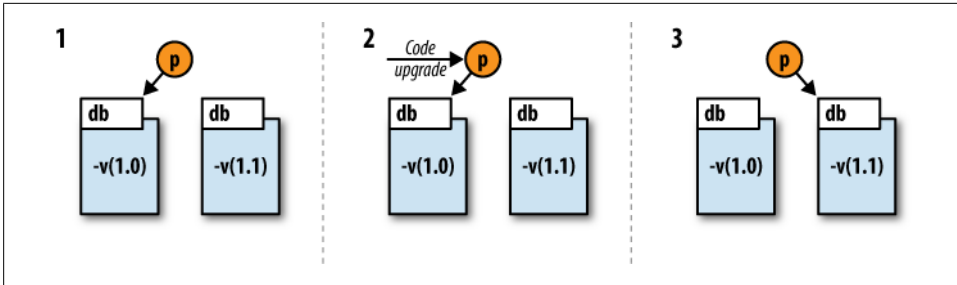 1
p
db
db
-v(1.0)
-v(1.1)
2
Code
upgrade
p
db
db
-v(1.0)
-v(1.1)
3
p
db
db
-v(1.0)
-v(1.1)